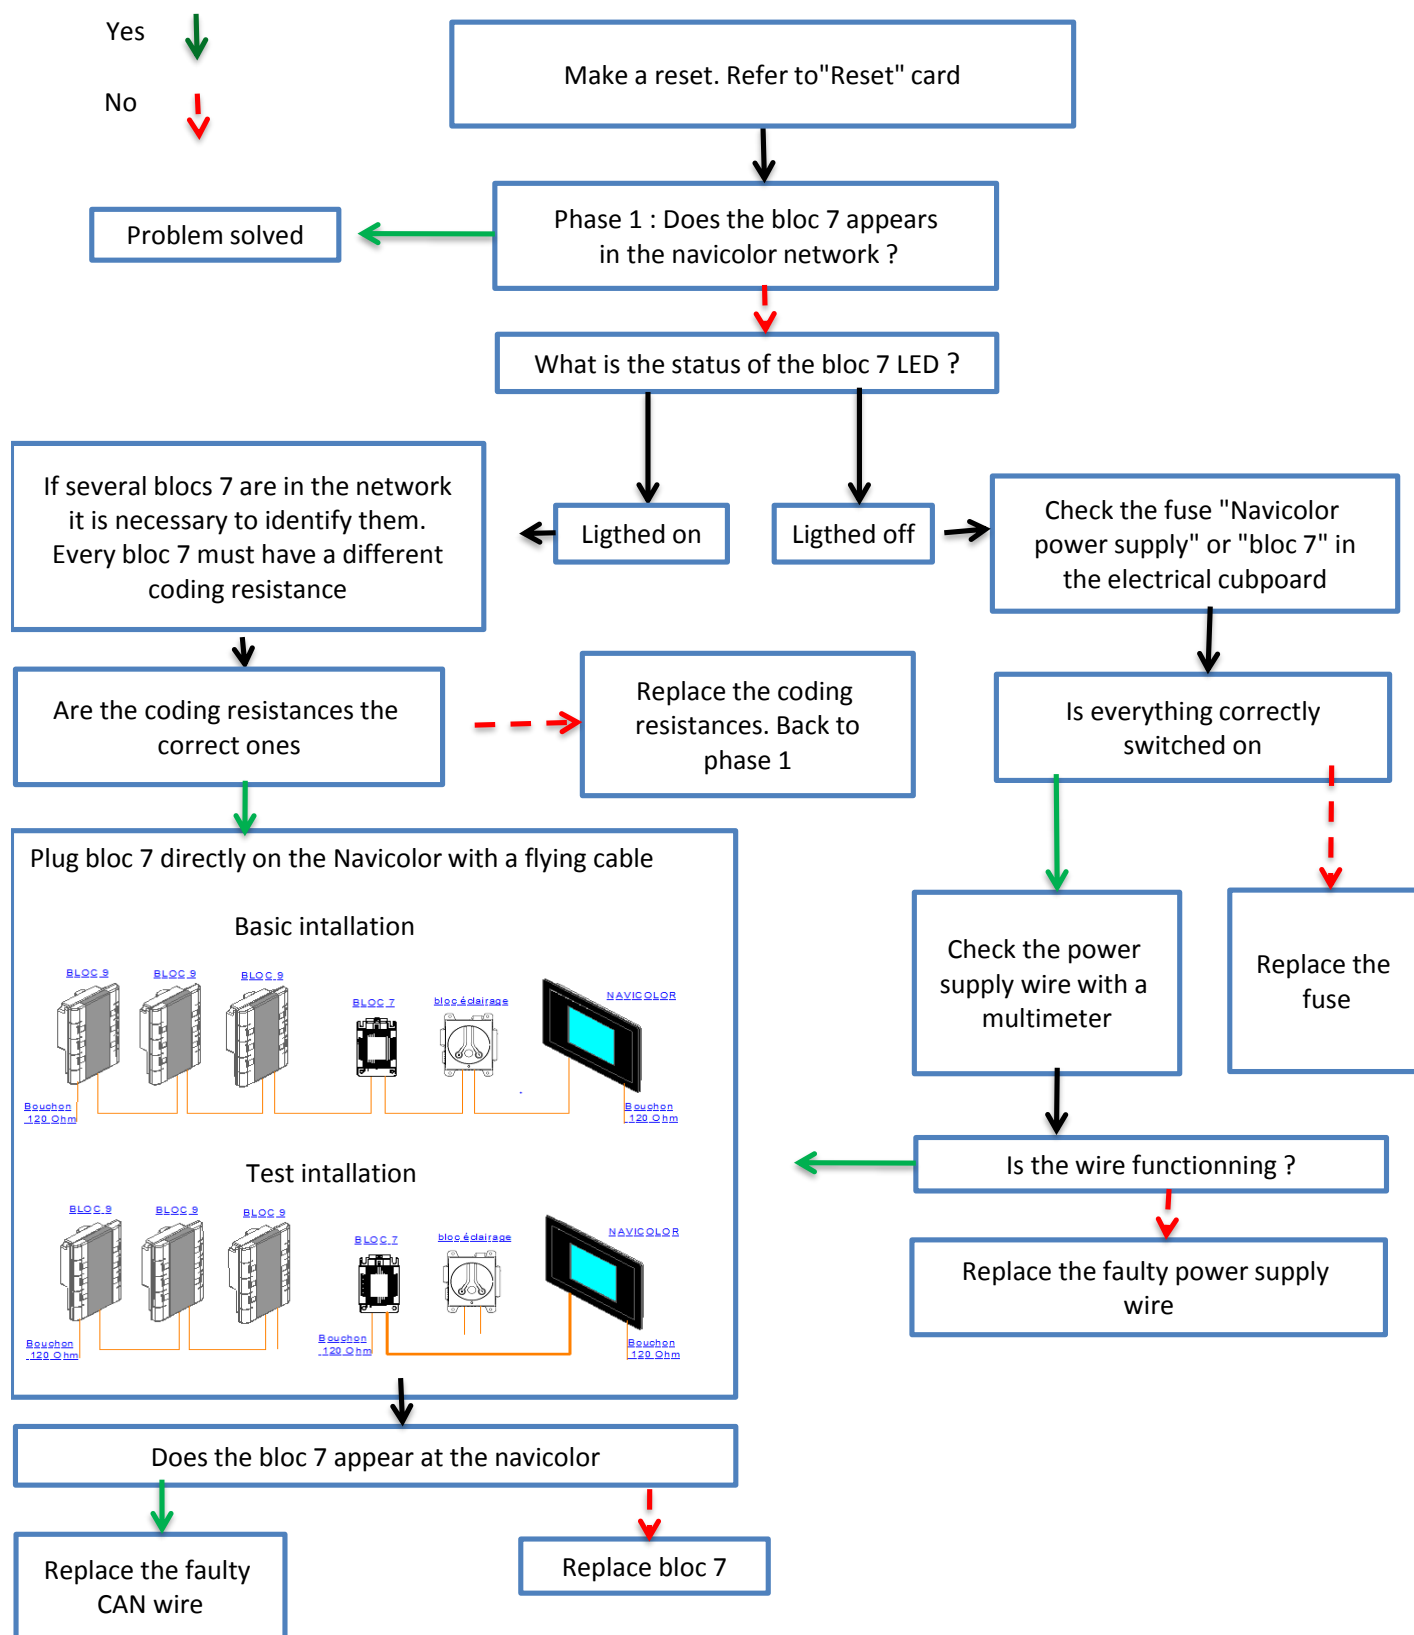 Yes
No
Make a reset. Refer to"Reset" card
Problem solved
Phase 1 : Does the bloc 7 appears
in the navicolor network ?
What is the status of the bloc 7 LED ?
If several blocs 7 are in the network
it is necessary to identify them.
Every bloc 7 must have a different
coding resistance
Ligthed on
Ligthed off
Check the fuse "Navicolor
power supply" or "bloc 7" in
the electrical cubpoard
Are the coding resistances the
correct ones
Replace the coding
resistances. Back to
phase 1
Is everything correctly
switched on
Plug bloc 7 directly on the Navicolor with a flying cable
Basic intallation
BLOC 9
BLOC 9
BLOC 9
BLOC 7
bloc éclairage
NAVICOLOR
Bouchon
120 Ohm
Bouchon
120 Ohm
Check the power
supply wire with a
multimeter
Replace the
fuse
Test intallation
BLOC 9
BLOC 9
BLOC 9
BLOC 7
bloc éclairage
NAVICOLOR
Bouchon
120 Ohm
Bouchon
120 Ohm
Bouchon
120 Ohm
Is the wire functionning ?
Replace the faulty power supply
wire
Does the bloc 7 appear at the navicolor
Replace the faulty
CAN wire
Replace bloc 7